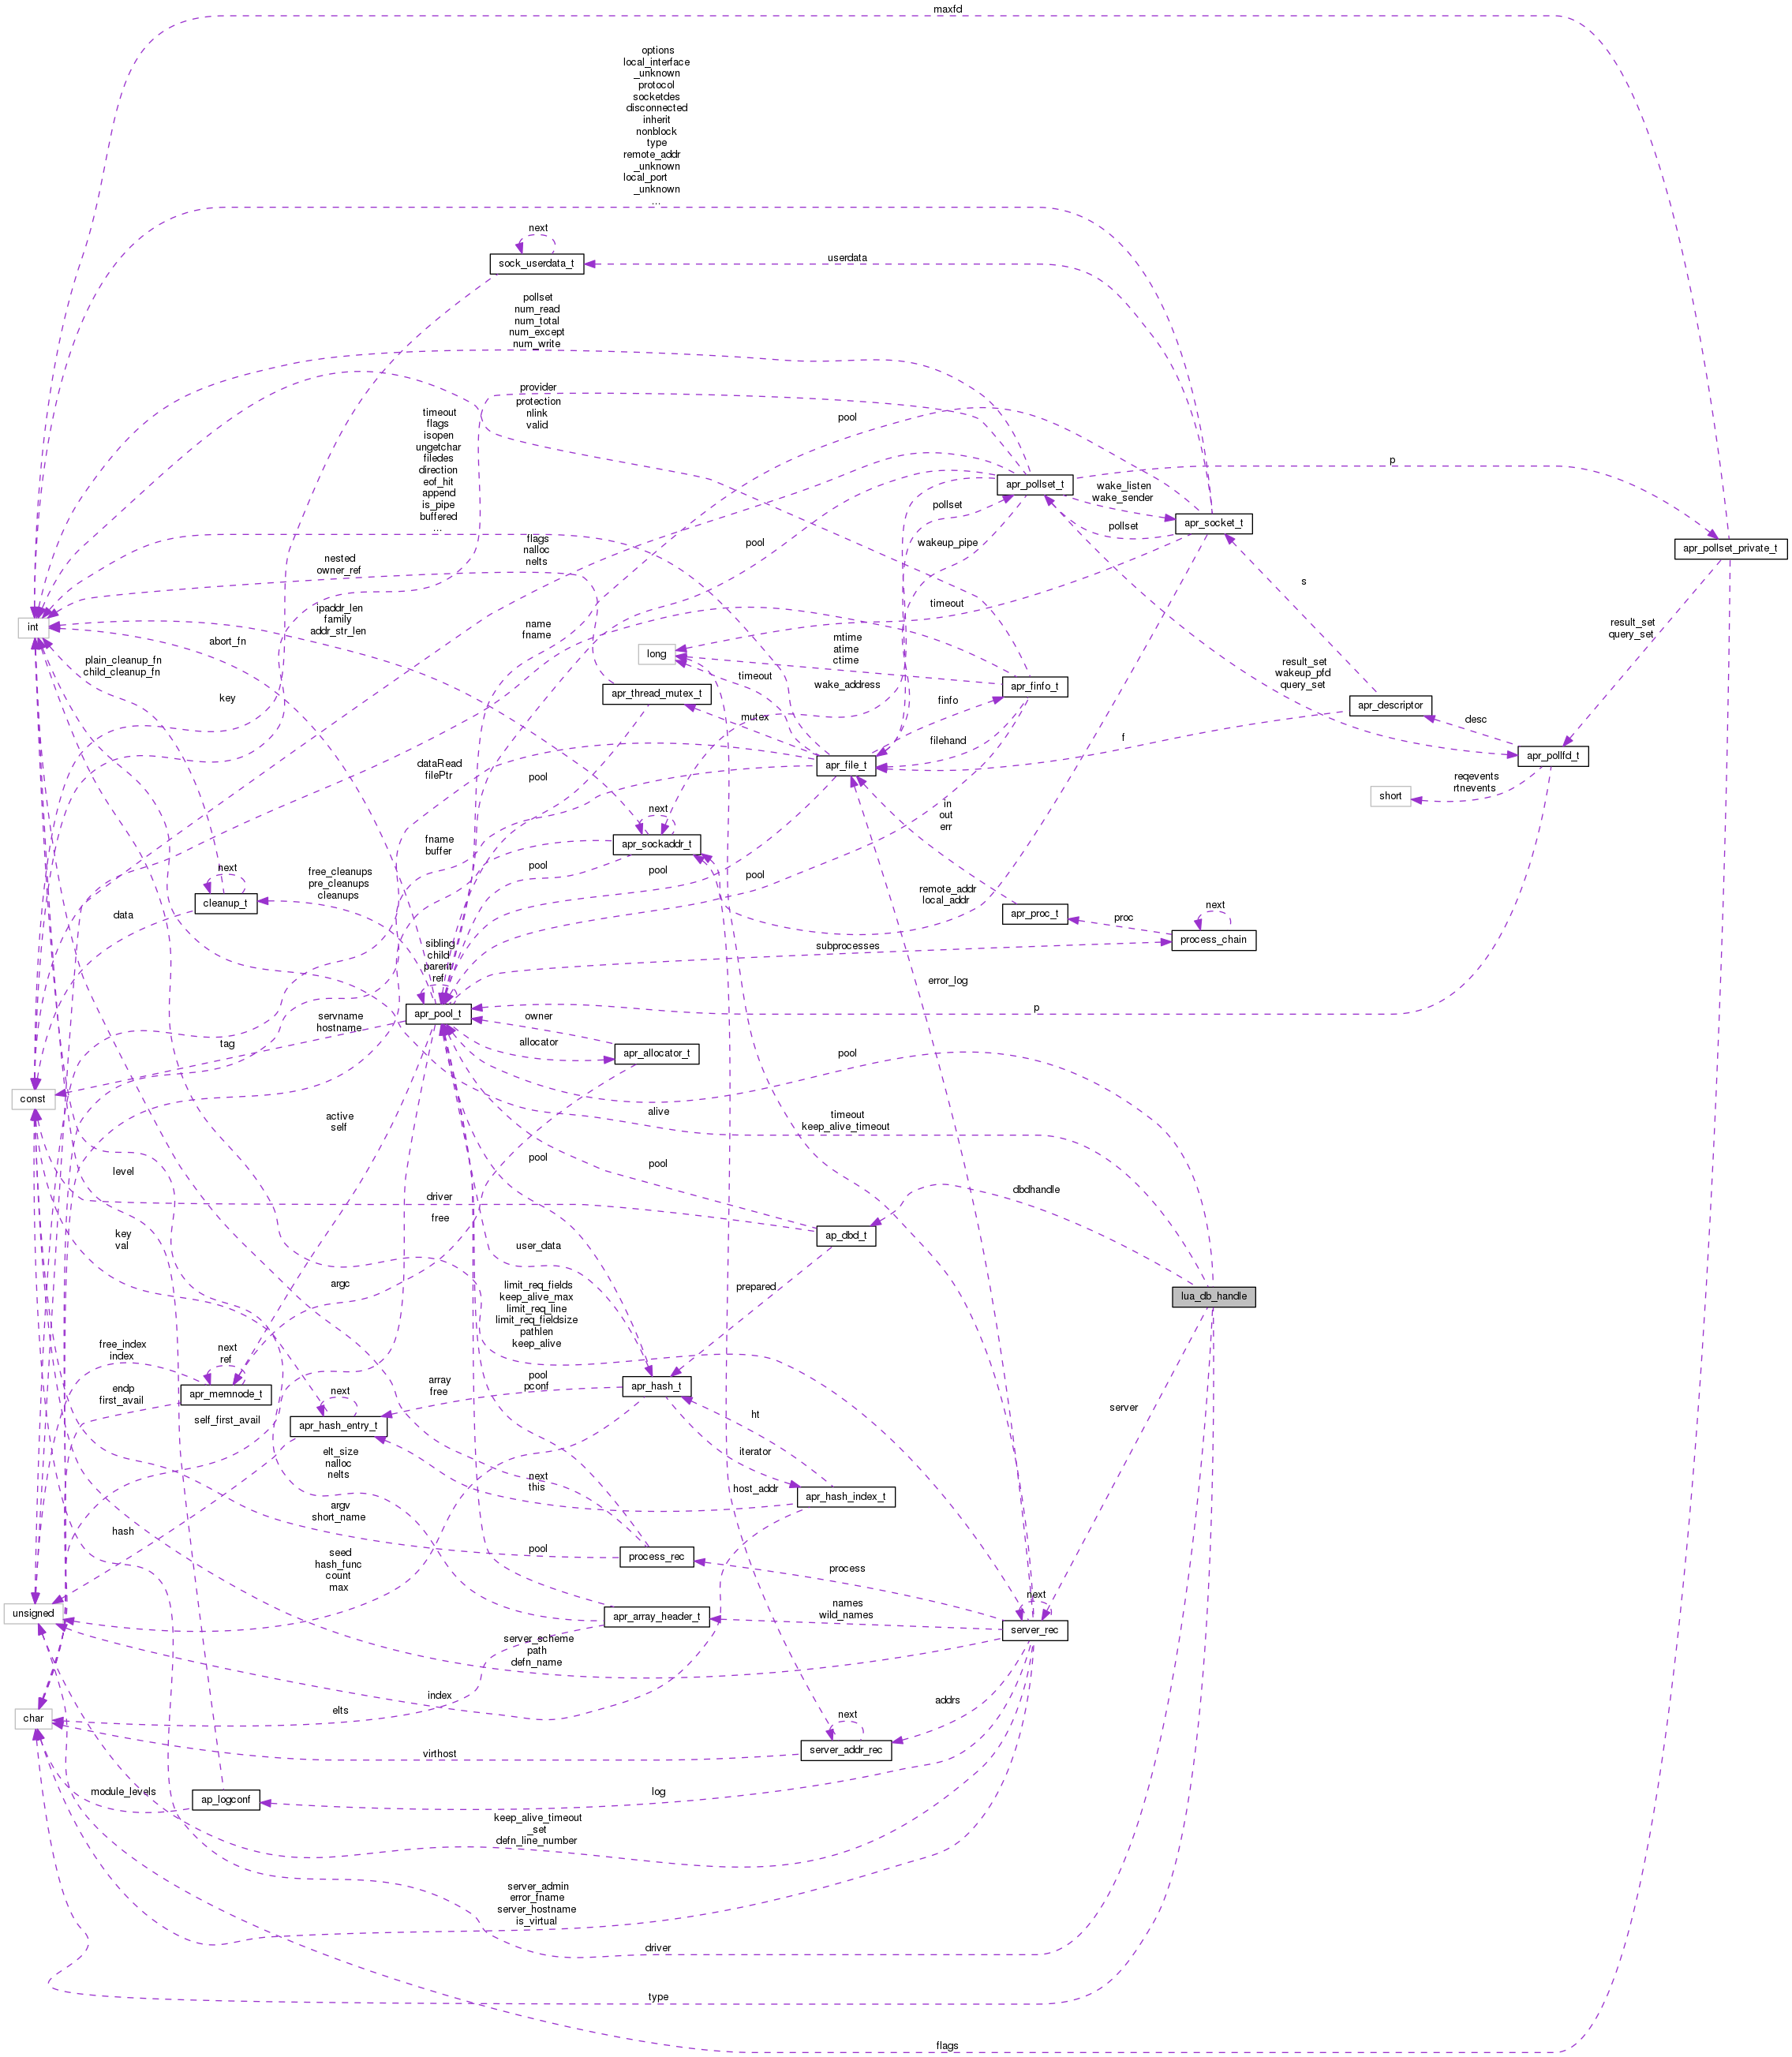 maxfd
options
local_interface
_unknown
protocol
socketdes
disconnected
inherit
nonblock
type
remote_addr
_unknown
local_port
_unknown
...
next
sock_userdata_t
userdata
pollset
num_read
num_total
num_except
num_write
provider
protection
nlink
valid
timeout
flags
isopen
ungetchar
filedes
direction
eof_hit
append
is_pipe
buffered
...
pool
apr_pollset_t
p
wake_listen
wake_sender
pollset
apr_socket_t
pollset
wakeup_pipe
pool
apr_pollset_private_t
flags
nalloc
nelts
nested
owner_ref
s
timeout
int
ipaddr_len
family
addr_str_len
name
fname
abort_fn
long
mtime
atime
ctime
result_set
query_set
plain_cleanup_fn
child_cleanup_fn
result_set
wakeup_pfd
query_set
timeout
wake_address
apr_finfo_t
apr_thread_mutex_t
key
finfo
apr_descriptor
mutex
desc
filehand
f
apr_pollfd_t
dataRead
filePtr
pool
apr_file_t
reqevents
rtnevents
short
next
in
out
err
apr_sockaddr_t
fname
buffer
next
free_cleanups
pre_cleanups
cleanups
pool
pool
pool
remote_addr
local_addr
cleanup_t
next
data
apr_proc_t
proc
process_chain
sibling
child
parent
ref
subprocesses
error_log
apr_pool_t
servname
hostname
owner
p
tag
allocator
apr_allocator_t
pool
const
active
self
alive
timeout
keep_alive_timeout
pool
pool
level
dbdhandle
driver
free
ap_dbd_t
key
val
user_data
argc
prepared
lua_db_handle
limit_req_fields
keep_alive_max
limit_req_line
limit_req_fieldsize
pathlen
keep_alive
free_index
index
next
ref
array
free
pool
pconf
apr_hash_t
endp
first_avail
apr_memnode_t
next
server
self_first_avail
apr_hash_entry_t
ht
elt_size
nalloc
nelts
iterator
next
this
host_addr
apr_hash_index_t
argv
short_name
hash
seed
hash_func
count
max
pool
process_rec
process
next
unsigned
apr_array_header_t
names
wild_names
server_rec
server_scheme
path
defn_name
index
elts
addrs
char
next
virthost
server_addr_rec
module_levels
ap_logconf
log
keep_alive_timeout
_set
defn_line_number
server_admin
error_fname
server_hostname
is_virtual
driver
type
flags